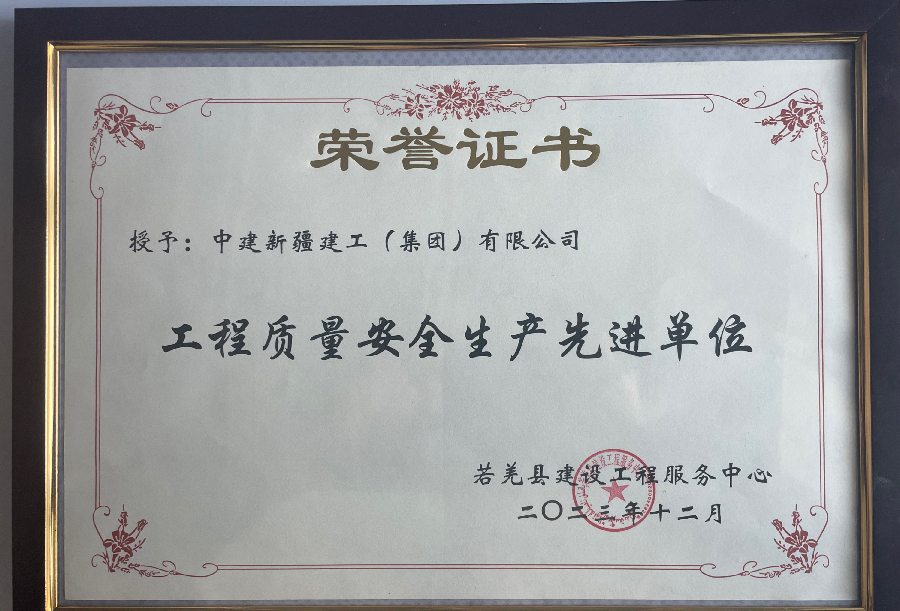 荣誉证书
授予：中建新疆建工（集团）有限公司
工程质量安全生产先进单位
若羌县建设工程服务中心
二〇二三年十二月